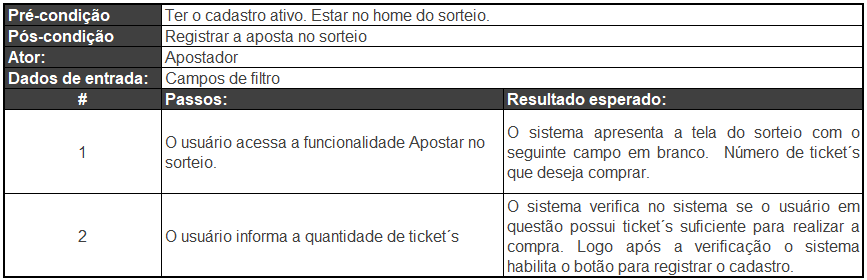 Pré-condição Ter o cadastro ativo. Estar no home do sorteio.
Pós-condição Registrar a aposta no sorteio
Ator: Apostador
Dados de entrada: Campos de filtro
# Passos: Resultado esperado:
1
O usuário acessa a funcionalidade Apostar no
sorteio.
O sistema apresenta a tela do sorteio com o
seguinte campo em branco. Número de ticket´s
que deseja comprar.
2
O usuário informa a quantidade de ticket´s
O sistema verifica no sistema se o usuário em
questão possui ticket´s suficiente para realizar a
compra. Logo após a verificação o sistema
habilita o botão para registrar o cadastro.